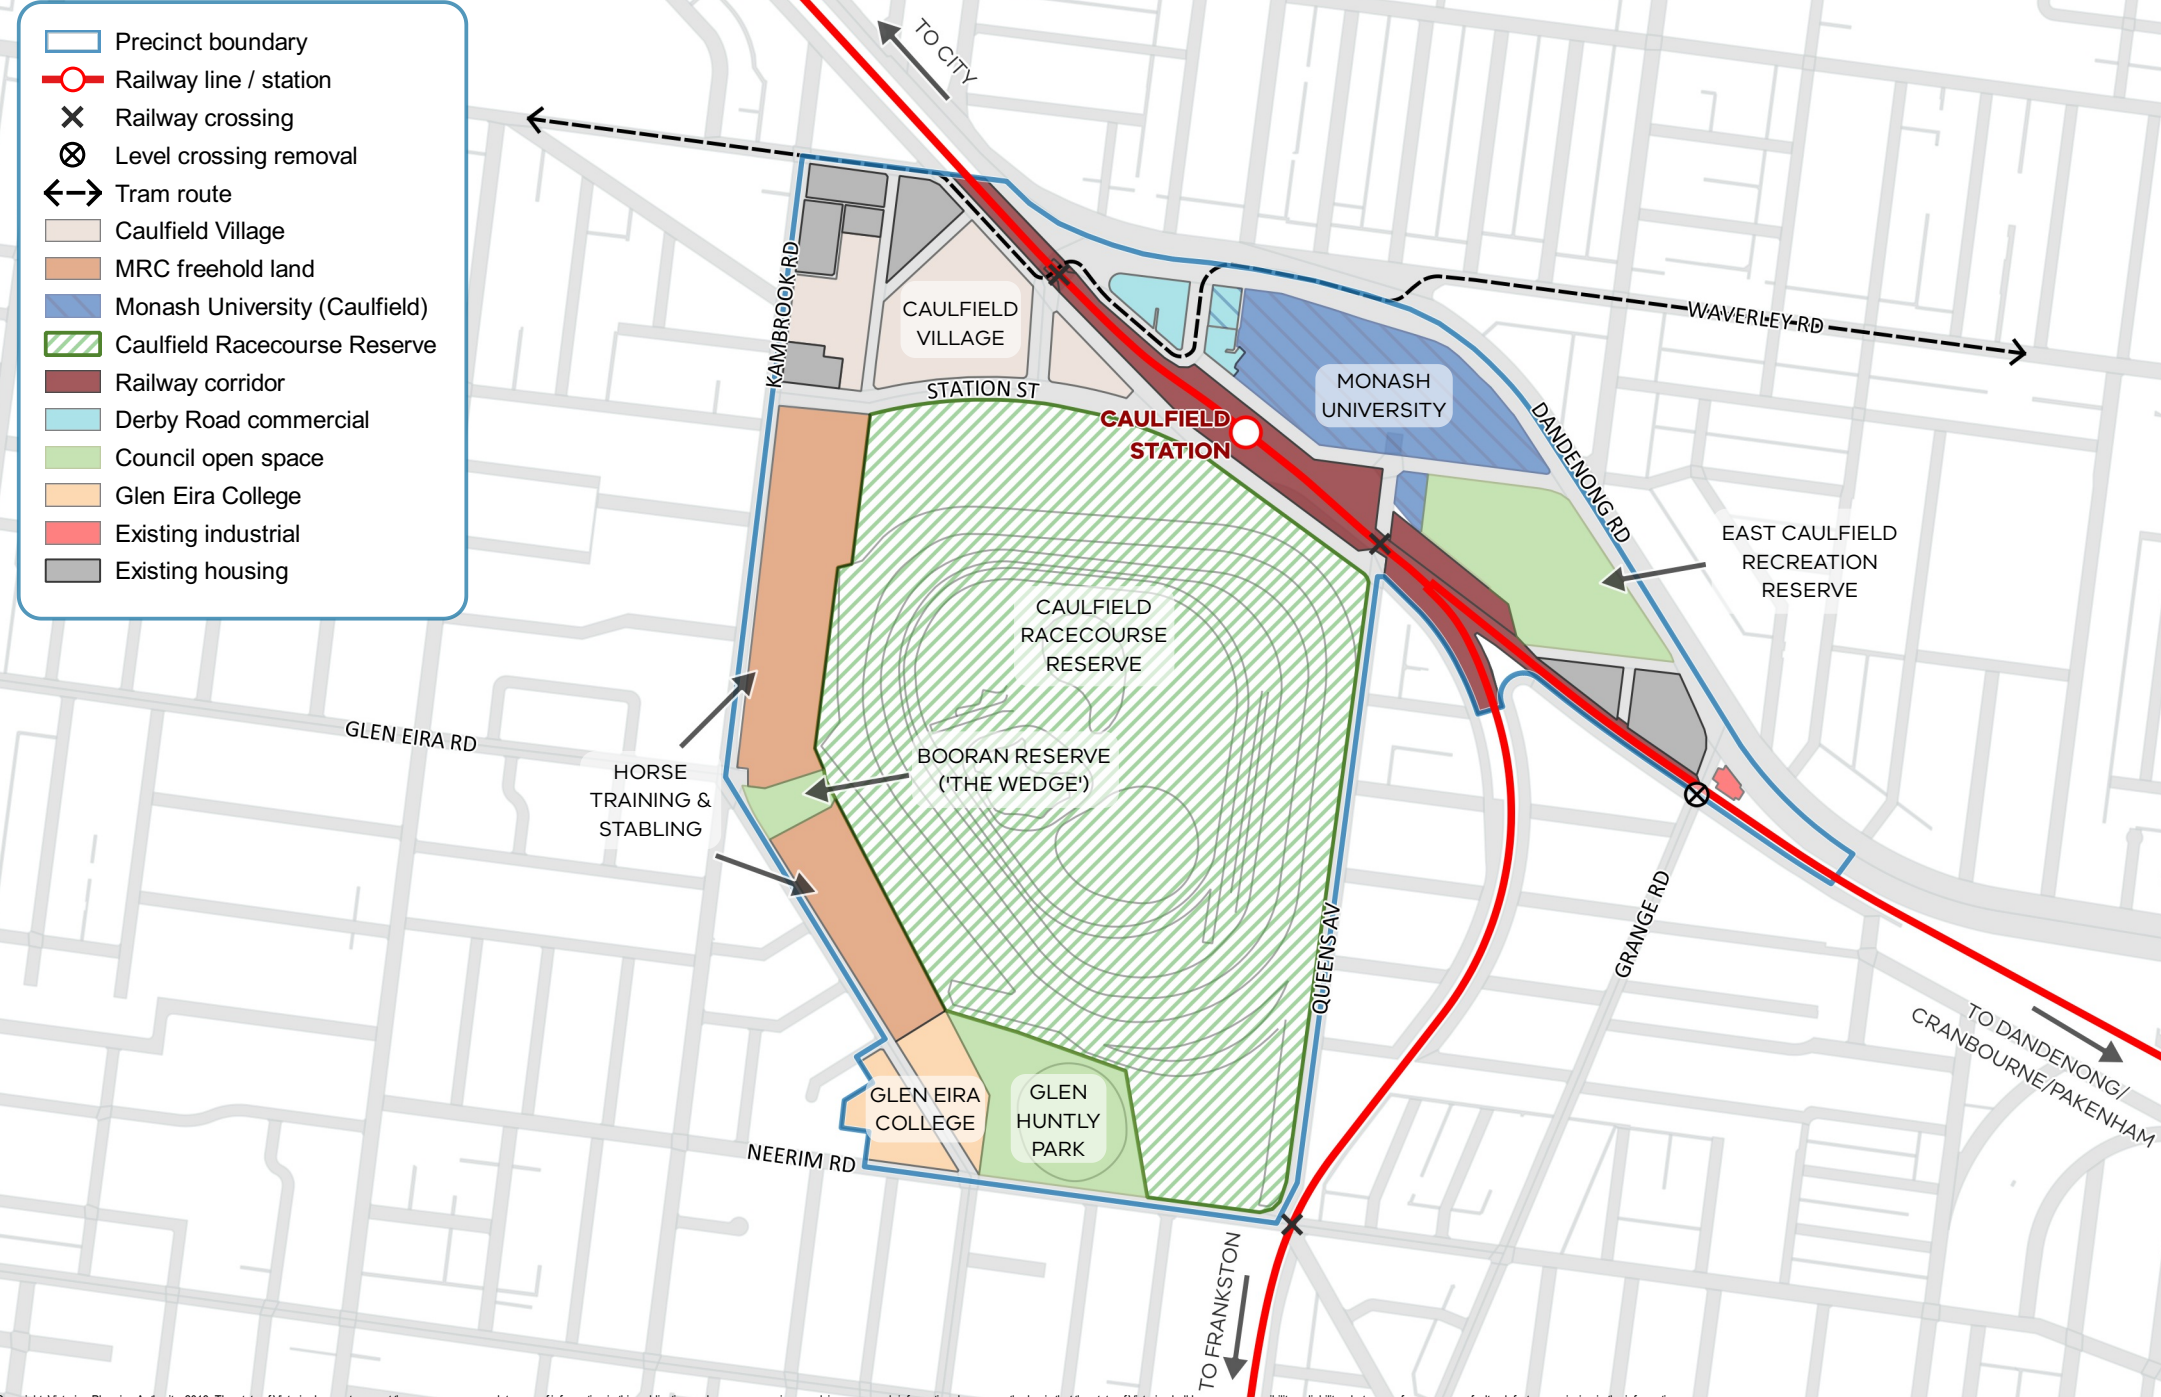 Precinct boundary
Railway line / station
Railway crossing
Level crossing removal
Tram route
Caulfield Village
MRC freehold land
Monash University (Caulfield)
Caulfield Racecourse Reserve
Railway corridor
Derby Road commercial
Council open space
Glen Eira College
Existing industrial
Existing housing
TO CITY
KAMBROOK RD
CAULFIELD
VILLAGE
STATION ST
WAVERLEY RD
MONASH
UNIVERSITY
CAULFIELD
STATION
DANDENONG RD
EAST CAULFIELD
RECREATION
RESERVE
CAULFIELD
RACECOURSE
RESERVE
GLEN EIRA RD
BOORAN RESERVE
('THE WEDGE')
HORSE
TRAINING &
STABLING
QUEENS AV
GRANGE RD
TO DANDENONG/
CRANBOURNE/PAKENHAM
GLEN EIRA
COLLEGE
GLEN
HUNTLY
PARK
NEERIM RD
TO FRANKSTON